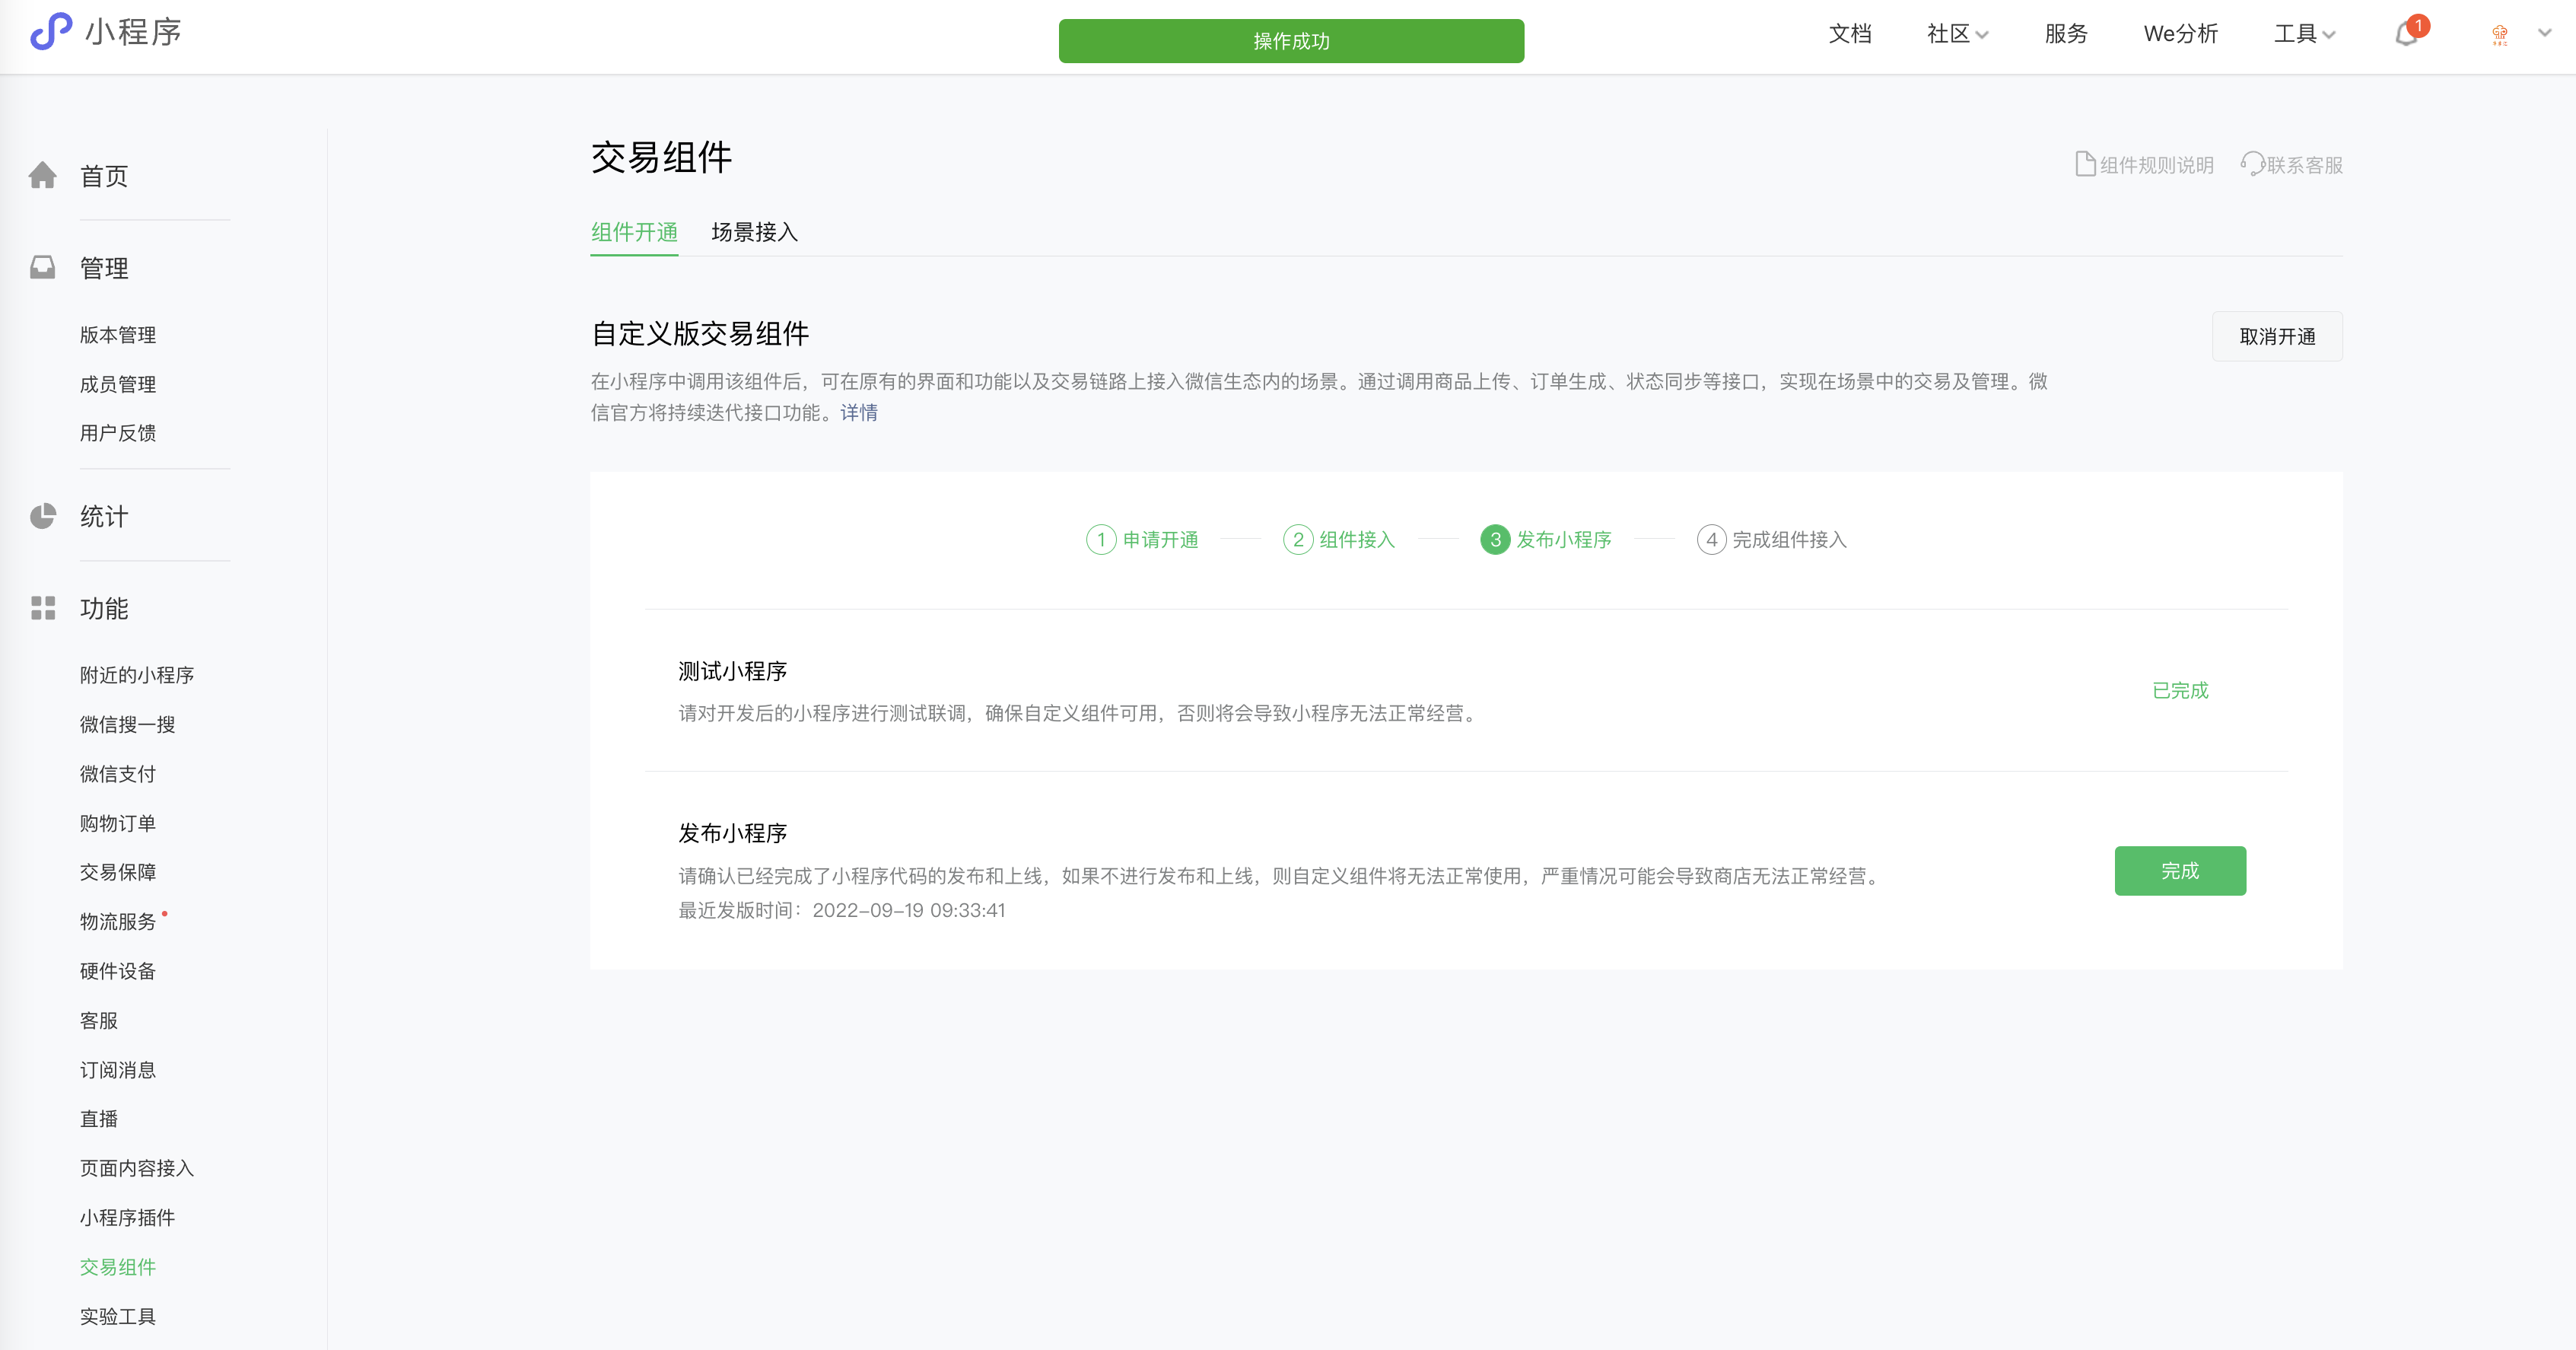 小程序
操作成功
文档
社区
服务
We分析
工具
1
首页
管理
版本管理
成员管理
用户反馈
统计
功能
附近的小程序
微信搜一搜
微信支付
购物订单
交易保障
物流服务
硬件设备
客服
订阅消息
直播
页面内容接入
小程序插件
交易组件
实验工具
交易组件
组件规则说明
联系客服
组件开通
场景接入
自定义版交易组件
取消开通
在小程序中调用该组件后，可在原有的界面和功能以及交易链路上接入微信生态内的场景。通过调用商品上传、订单生成、状态同步等接口，实现在场景中的交易及管理。微
信官方将持续迭代接口功能。详情
1 申请开通
2 组件接入
3 发布小程序
4 完成组件接入
测试小程序
请对开发后的小程序进行测试联调，确保自定义组件可用，否则将会导致小程序无法正常经营。
已完成
发布小程序
请确认已经完成了小程序代码的发布和上线，如果不进行发布和上线，则自定义组件将无法正常使用，严重情况可能会导致商店无法正常经营。
最近发版时间：2022-09-19 09:33:41
完成